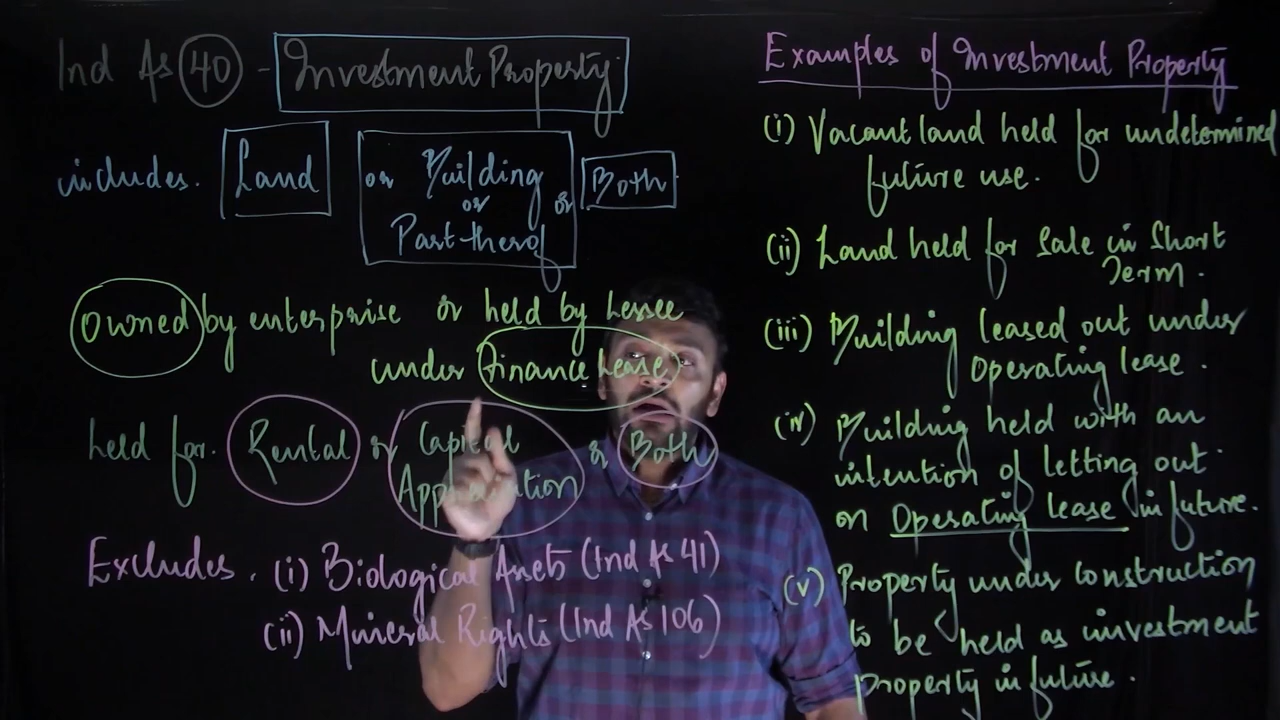 Ind As 40 - Investment Property
includes. Land or Building or Both
or
Part therof
Owned by enterprise or held by Lessee
under Finance Lease
held for. Rental or Capital Appreciation or Both
Excludes. (i) Biological Assets (Ind As 41)
(ii) Mineral Rights (Ind As 106)
Examples of Investment Property
(i) Vacant land held for undetermined
future use.
(ii) Land held for Sale in Short
Term.
(iii) Building leased out under
Operating lease.
(iv) Building held with an
intention of letting out
on Operating lease in future.
(v) Property under construction
to be held as investment
property in future.